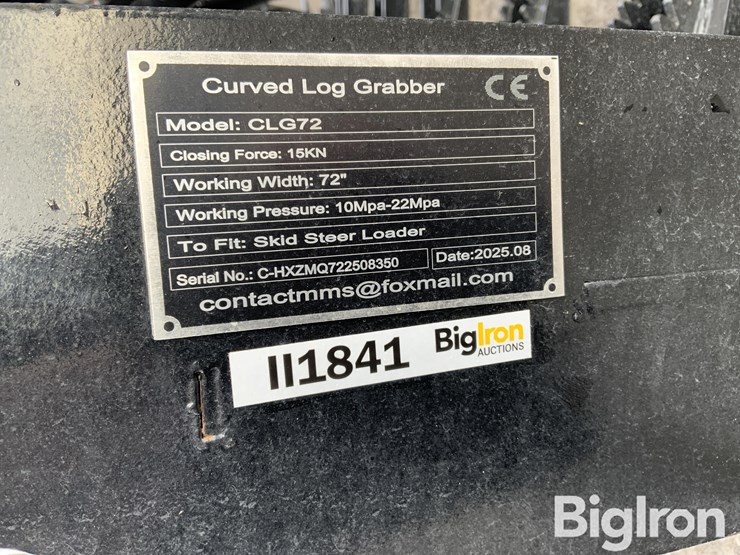 Curved Log Grabber CE
Model: CLG72
Closing Force: 15KN
Working Width: 72"
Working Pressure: 10Mpa-22Mpa
To Fit: Skid Steer Loader
Serial No.: C-HXZMQ722508350 Date:2025.08
contactmms@foxmail.com
II1841 BigIron
AUCTIONS
BigIron